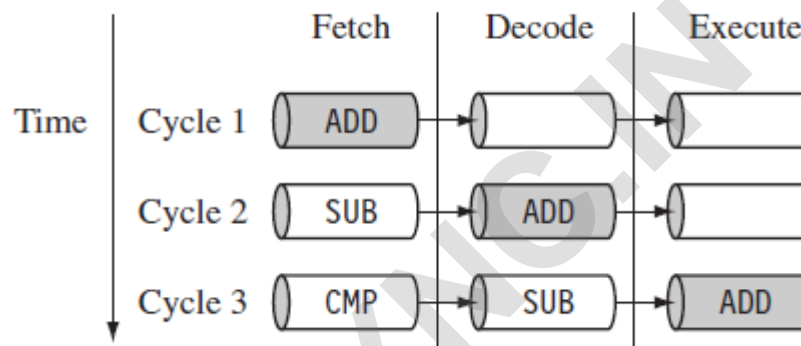 Fetch Decode Execute
Time Cycle 1 ADD
Cycle 2 SUB ADD
Cycle 3 CMP SUB ADD